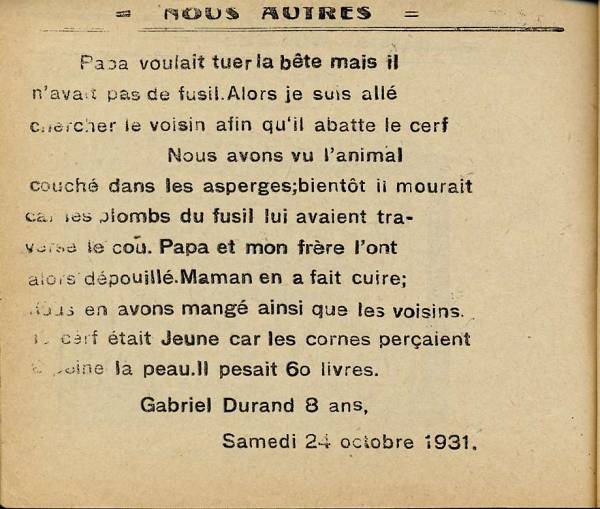 = NOUS AUTRES =
Papa voulait tuer la bête mais il
n'avait pas de fusil.Alors je suis allé
chercher le voisin afin qu'il abatte le cerf
Nous avons vu l'animal
couché dans les asperges;bientôt il mourait
car les plombs du fusil lui avaient tra-
versé le cou. Papa et mon frère l'ont
alors dépouillé.Maman en a fait cuire;
nous en avons mangé ainsi que les voisins.
Le cerf était Jeune car les cornes perçaient
à peine la peau.Il pesait 60 livres.
Gabriel Durand 8 ans,
Samedi 24 octobre 1931.